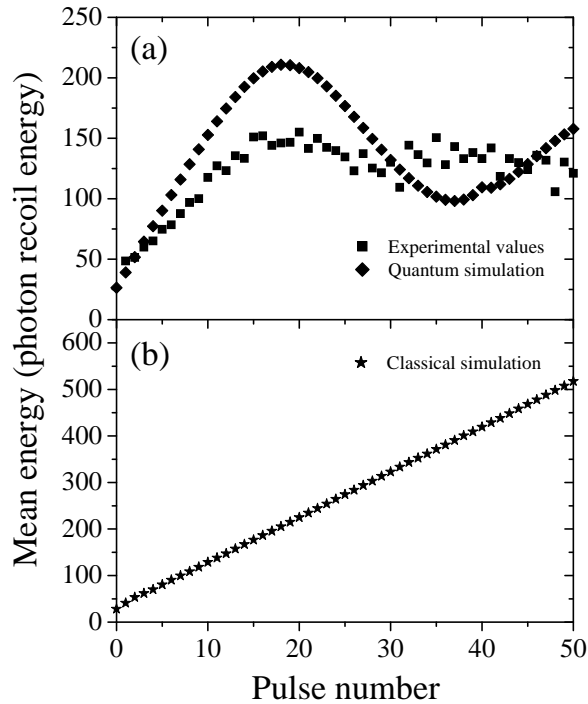 Mean energy (photon recoil energy)
250
(a)
200
150
100
Experimental values
50
Quantum simulation
0
600
(b)
Classical simulation
500
400
300
200
100
0
0 10 20 30 40 50
Pulse number